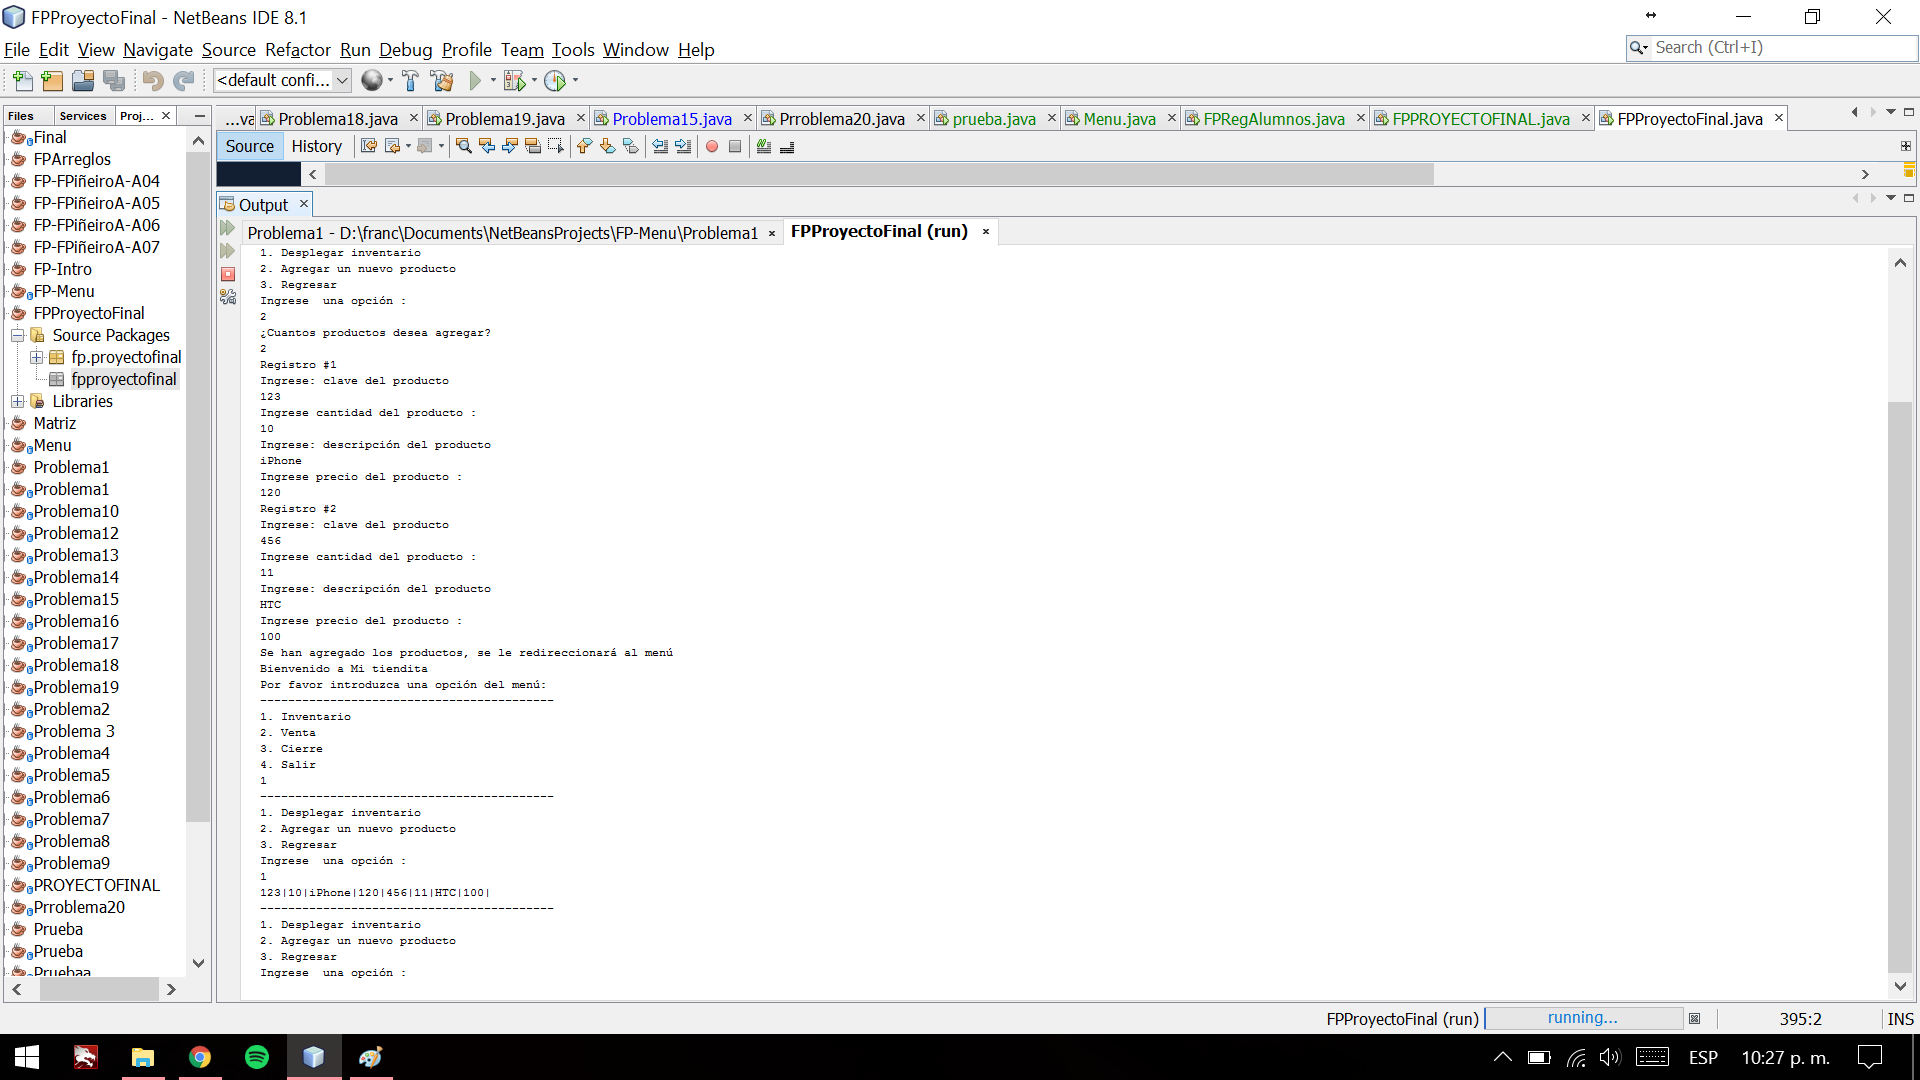 FPProyectoFinal - NetBeans IDE 8.1
File Edit View Navigate Source Refactor Run Debug Profile Team Tools Window Help
Search (Ctrl+I)
<default confi...
Files Services Proj...
...va Problema18.java Problema19.java Problema15.java Prroblema20.java prueba.java Menu.java FPRegAlumnos.java FPPROYECTOFINAL.java FPProyectoFinal.java
Source History
Final
FPArreglos
FP-FPiñeiroA-A04
FP-FPiñeiroA-A05
FP-FPiñeiroA-A06
FP-FPiñeiroA-A07
FP-Intro
FP-Menu
FPProyectoFinal
Source Packages
fp.proyectofinal
fpproyectofinal
Libraries
Matriz
Menu
Problema1
Problema1
Problema10
Problema12
Problema13
Problema14
Problema15
Problema16
Problema17
Problema18
Problema19
Problema2
Problema 3
Problema4
Problema5
Problema6
Problema7
Problema8
Problema9
PROYECTOFINAL
Prroblema20
Prueba
Prueba
Pruebaa
Output
Problema1 - D:\franc\Documents\NetBeansProjects\FP-Menu\Problema1 FPProyectoFinal (run)
1. Desplegar inventario
2. Agregar un nuevo producto
3. Regresar
Ingrese  una opción :
2
¿Cuantos productos desea agregar?
2
Registro #1
Ingrese: clave del producto
123
Ingrese cantidad del producto :
10
Ingrese: descripción del producto
iPhone
Ingrese precio del producto :
120
Registro #2
Ingrese: clave del producto
456
Ingrese cantidad del producto :
11
Ingrese: descripción del producto
HTC
Ingrese precio del producto :
100
Se han agregado los productos, se le redireccionará al menú
Bienvenido a Mi tiendita
Por favor introduzca una opción del menú:
------------------------------------------
1. Inventario
2. Venta
3. Cierre
4. Salir
1
------------------------------------------
1. Desplegar inventario
2. Agregar un nuevo producto
3. Regresar
Ingrese  una opción :
1
123|10|iPhone|120|456|11|HTC|100|
------------------------------------------
1. Desplegar inventario
2. Agregar un nuevo producto
3. Regresar
Ingrese  una opción :
FPProyectoFinal (run) running... 395:2 INS
ESP 10:27 p. m.